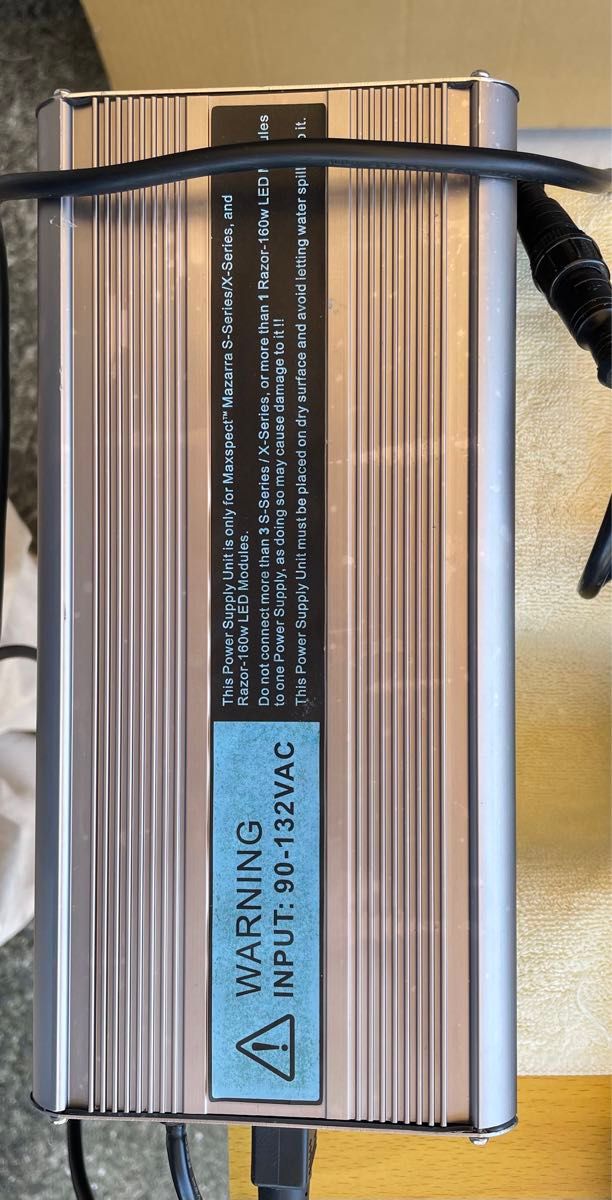 This Power Supply Unit is only for Maxspect™ Mazarra S-Series/X-Series, and
Razor-160w LED Modules.
Do not connect more than 3 S-Series / X-Series, or more than 1 Razor-160w LED
to one Power Supply, as doing so may cause damage to it !!
This Power Supply Unit must be placed on dry surface and avoid letting water spill it.
WARNING
INPUT: 90-132VAC